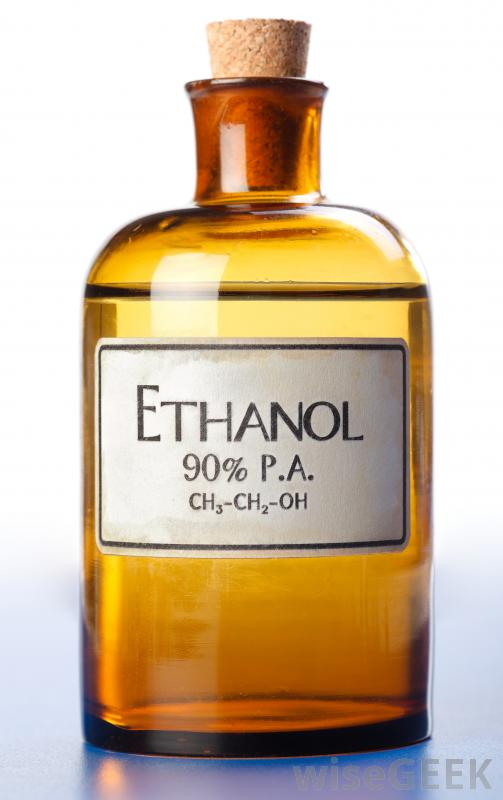 ETHANOL
90% P.A.
CH₃-CH₂-OH
wiseGEEK